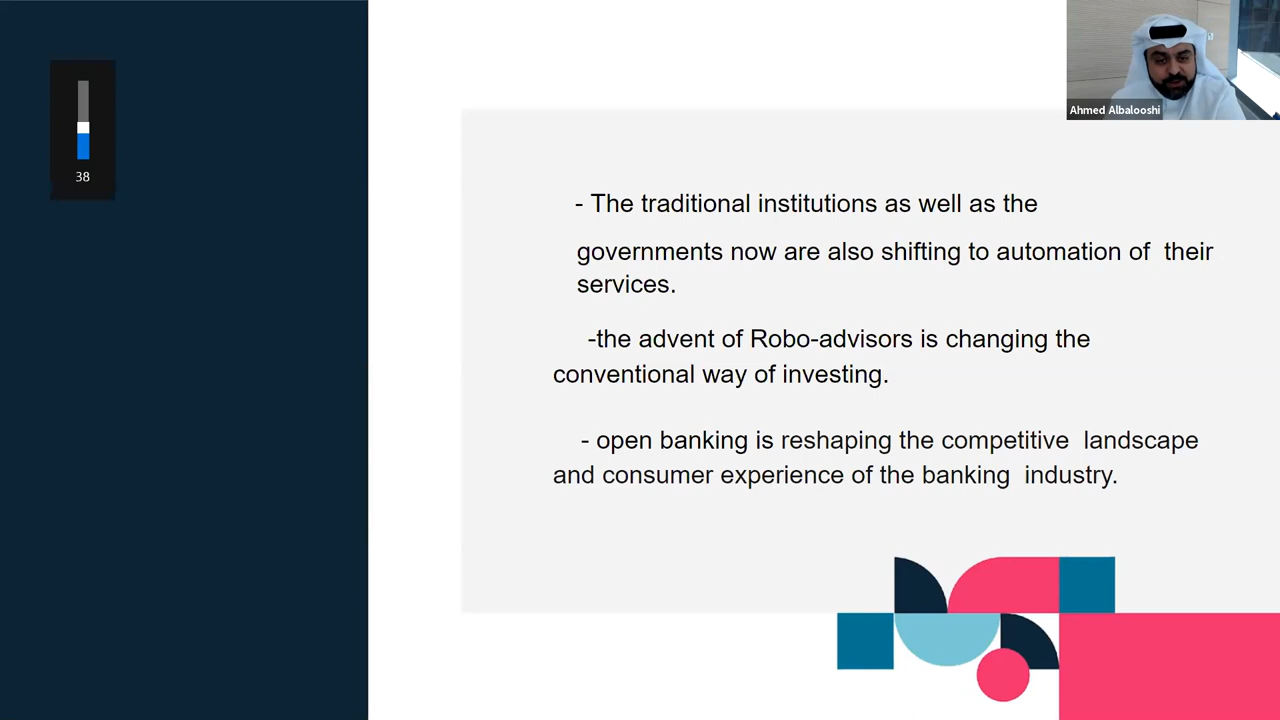 38
Ahmed Albalooshi
- The traditional institutions as well as the
governments now are also shifting to automation of their
services.
-the advent of Robo-advisors is changing the
conventional way of investing.
- open banking is reshaping the competitive landscape
and consumer experience of the banking industry.